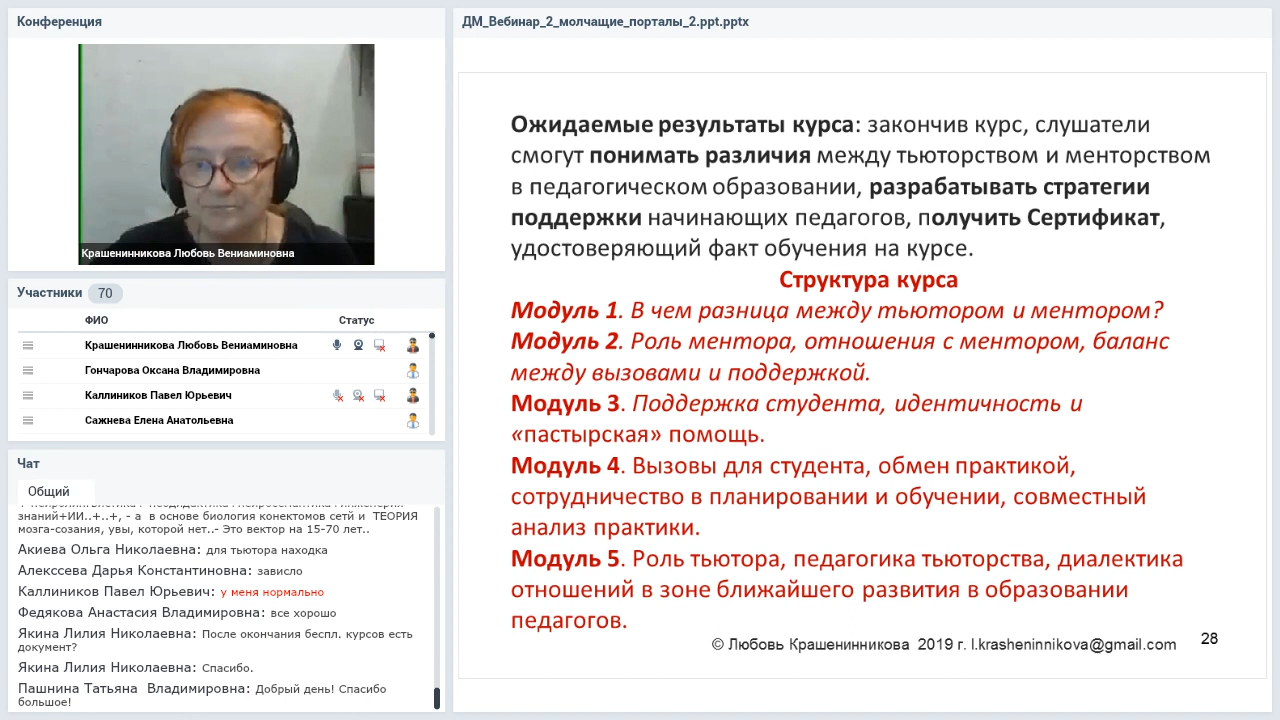 Конференция
Крашенинникова Любовь Вениаминовна
Участники 70
ФИО Статус
Крашенинникова Любовь Вениаминовна
Гончарова Оксана Владимировна
Каллиников Павел Юрьевич
Сажнева Елена Анатольевна
Чат
Общий
знаний+ИИ..+..+, - а в основе биология конектомов сети и ТЕОРИЯ
мозга-созания, увы, которой нет..- Это вектор на 15-70 лет..
Акиева Ольга Николаевна: для тьютора находка
Алекссева Дарья Константиновна: зависло
Каллиников Павел Юрьевич: у меня нормально
Федякова Анастасия Владимировна: все хорошо
Якина Лилия Николаевна: После окончания беспл. курсов есть
документ?
Якина Лилия Николаевна: Спасибо.
Пашнина Татьяна Владимировна: Добрый день! Спасибо
большое!
ДМ_Вебинар_2_молчащие_порталы_2.ppt.pptx
Ожидаемые результаты курса: закончив курс, слушатели
смогут понимать различия между тьюторством и менторством
в педагогическом образовании, разрабатывать стратегии
поддержки начинающих педагогов, получить Сертификат,
удостоверяющий факт обучения на курсе.
Структура курса
Модуль 1. В чем разница между тьютором и ментором?
Модуль 2. Роль ментора, отношения с ментором, баланс
между вызовами и поддержкой.
Модуль 3. Поддержка студента, идентичность и
«пастырская» помощь.
Модуль 4. Вызовы для студента, обмен практикой,
сотрудничество в планировании и обучении, совместный
анализ практики.
Модуль 5. Роль тьютора, педагогика тьюторства, диалектика
отношений в зоне ближайшего развития в образовании
педагогов.
© Любовь Крашенинникова 2019 г. l.krasheninnikova@gmail.com 28